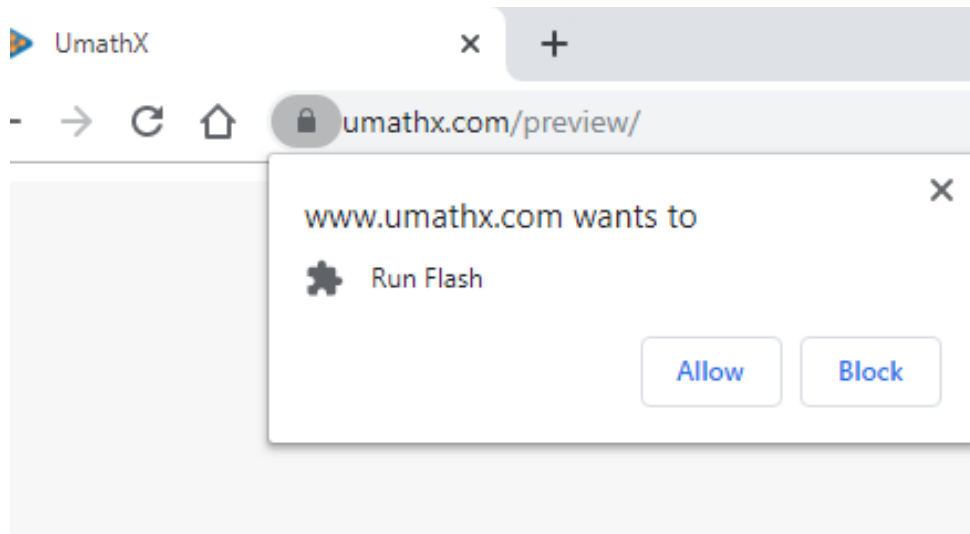 UmathX
umathx.com/preview/
www.umathx.com wants to
Run Flash
Allow Block